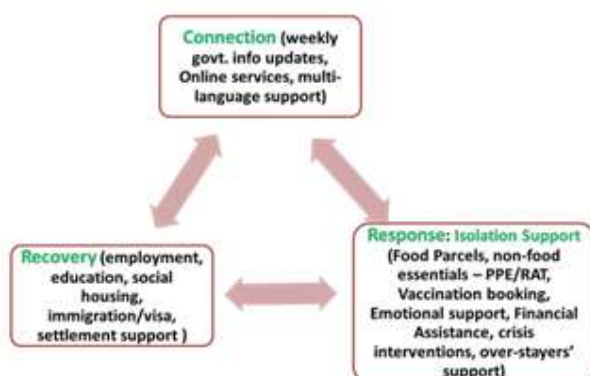 Connection (weekly
govt. info updates,
Online services, multi-
language support)
Recovery (employment,
education, social
housing,
immigration/visa,
settlement support )
Response: Isolation Support
(Food Parcels, non-food
essentials – PPE/RAT,
Vaccination booking,
Emotional support, Financial
Assistance, crisis
interventions, over-stayers’
support)